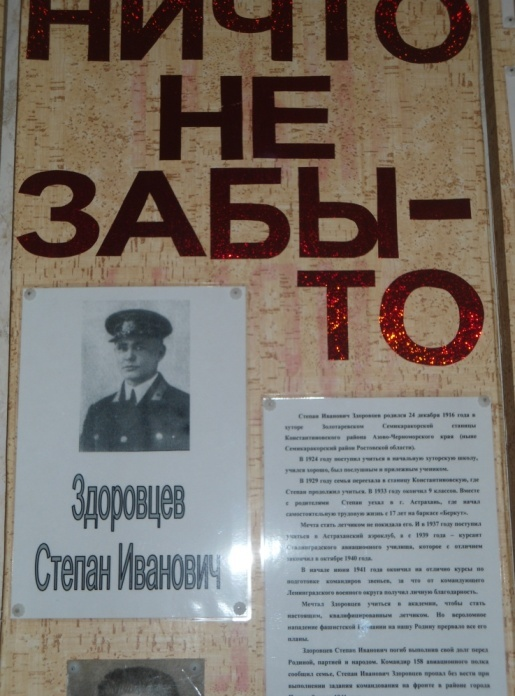 НИЧТО
НЕ
ЗАБЫ-
ТО
Здоровцев
Степан Иванович
Степан Иванович Здоровцев родился 24 декабря 1916 года в
хуторе Золотаревском Семикаракорской станицы
Константиновского района Азово-Черноморского края (ныне
Семикаракорский район Ростовской области).
В 1924 году поступил учиться в начальную хуторскую школу,
учился хорошо, был послушным и прилежным учеником.
В 1929 году семья переехала в станицу Константиновскую, где
Степан продолжил учиться. В 1933 году окончил 9 классов. Вместе
с родителями Степан уехал в г. Астрахань, где начал
самостоятельную трудовую жизнь с 17 лет на баркасе «Беркут».
Мечта стать летчиком не покидала его. И в 1937 году поступил
учиться в Астраханский аэроклуб, а с 1939 года – курсант
Сталинградского авиационного училища, которое с отличием
закончил в октябре 1940 года.
В начале июня 1941 года окончил на отлично курсы по
подготовке командиров звеньев, за что от командующего
Ленинградского военного округа получил личную благодарность.
Мечтал Здоровцев учиться в академии, чтобы стать
настоящим, квалифицированным летчиком. Но вероломное
нападение фашистской Германии на нашу Родину прервало все его
планы.
Здоровцев Степан Иванович погиб выполнив свой долг перед
Родиной, партией и народом. Командир 158 авиационного полка
сообщил семье, Степан Иванович Здоровцев пропал без вести при
выполнении задания командования на фронте в районе города